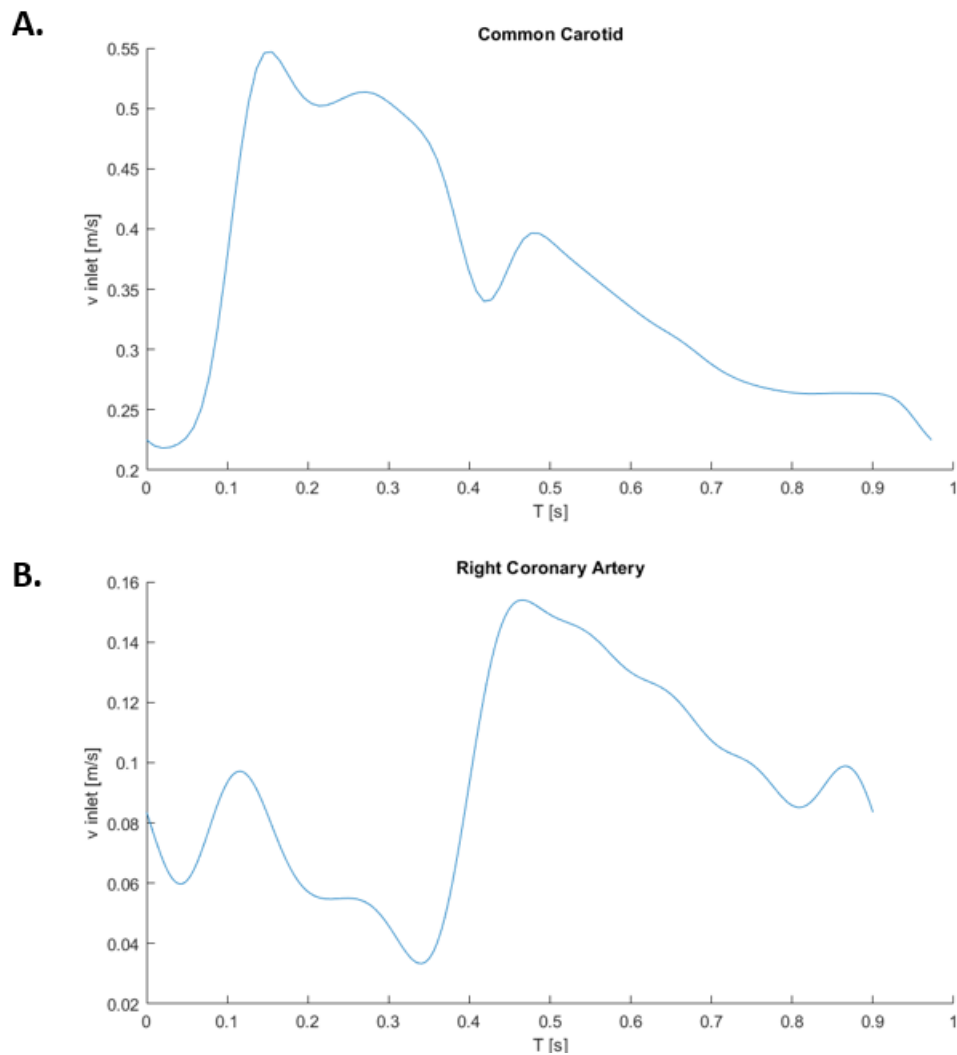 A.
Common Carotid
0.55
0.5
0.45
0.4
0.35
0.3
0.25
0.2
v inlet [m/s]
0 0.1 0.2 0.3 0.4 0.5 0.6 0.7 0.8 0.9 1
T [s]
B.
Right Coronary Artery
0.16
0.14
0.12
0.1
0.08
0.06
0.04
0.02
v inlet [m/s]
0 0.1 0.2 0.3 0.4 0.5 0.6 0.7 0.8 0.9 1
T [s]